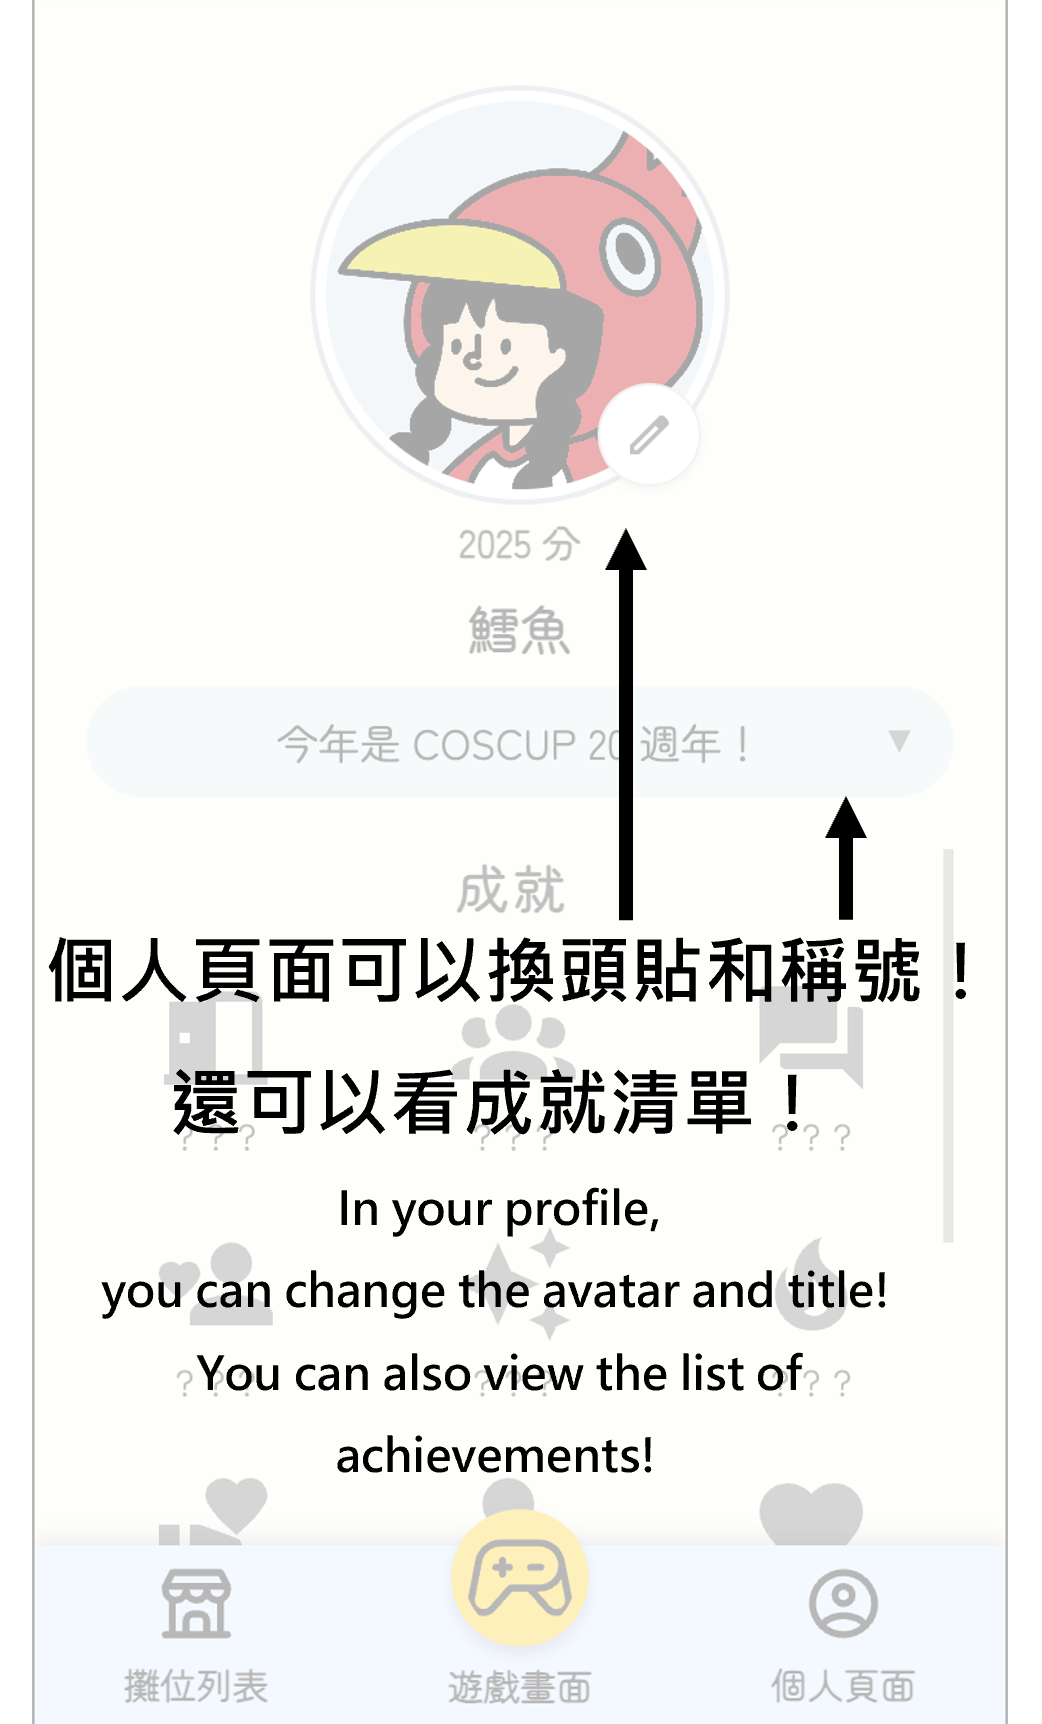 2025 分
鱈魚
今年是 COSCUP 20 週年！
成就
個人頁面可以換頭貼和稱號！
還可以看成就清單！
？？？ ？？？ ？？？
In your profile,
you can change the avatar and title!
You can also view the list of
？？？ ？？？ ？？？
achievements!
攤位列表 遊戲畫面 個人頁面